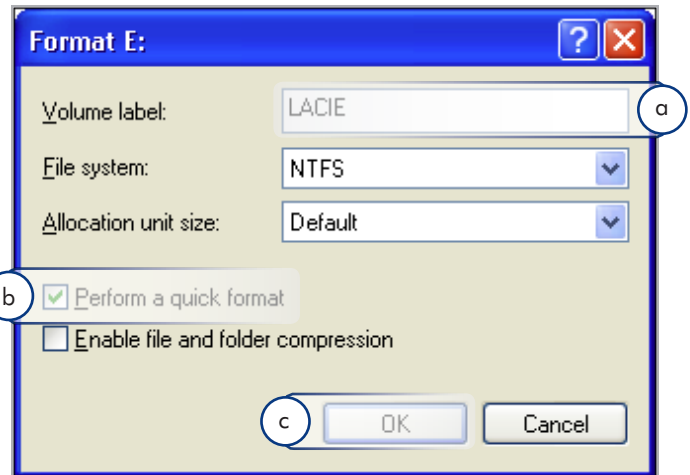 Format E:
Volume label: LACIE a
File system: NTFS
Allocation unit size: Default
b Perform a quick format
Enable file and folder compression
c OK Cancel